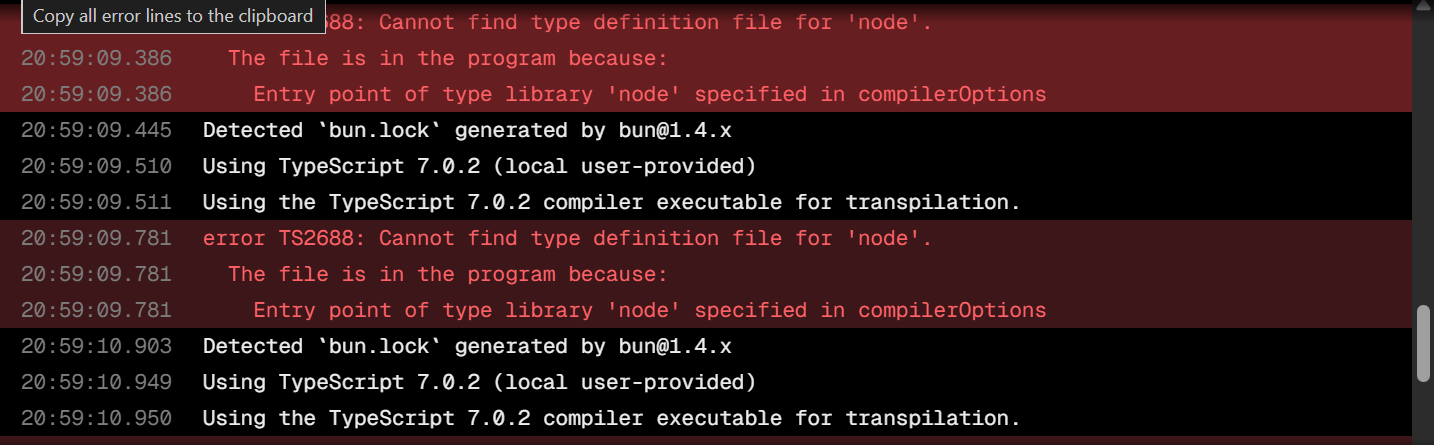 Copy all error lines to the clipboard
88: Cannot find type definition file for 'node'.
20:59:09.386 The file is in the program because:
20:59:09.386 Entry point of type library 'node' specified in compilerOptions
20:59:09.445 Detected `bun.lock` generated by bun@1.4.x
20:59:09.510 Using TypeScript 7.0.2 (local user-provided)
20:59:09.511 Using the TypeScript 7.0.2 compiler executable for transpilation.
20:59:09.781 error TS2688: Cannot find type definition file for 'node'.
20:59:09.781 The file is in the program because:
20:59:09.781 Entry point of type library 'node' specified in compilerOptions
20:59:10.903 Detected `bun.lock` generated by bun@1.4.x
20:59:10.949 Using TypeScript 7.0.2 (local user-provided)
20:59:10.950 Using the TypeScript 7.0.2 compiler executable for transpilation.